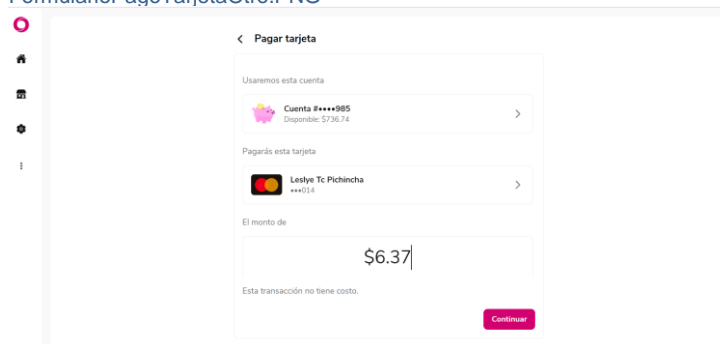 FormularioPagoTarjetaOtro.PNG
Pagar tarjeta
Usaremos esta cuenta
Cuenta #••••985
Disponible: $736.74
Pagarás esta tarjeta
Leslye Tc Pichincha
•••014
El monto de
$6.37
Esta transacción no tiene costo.
Continuar